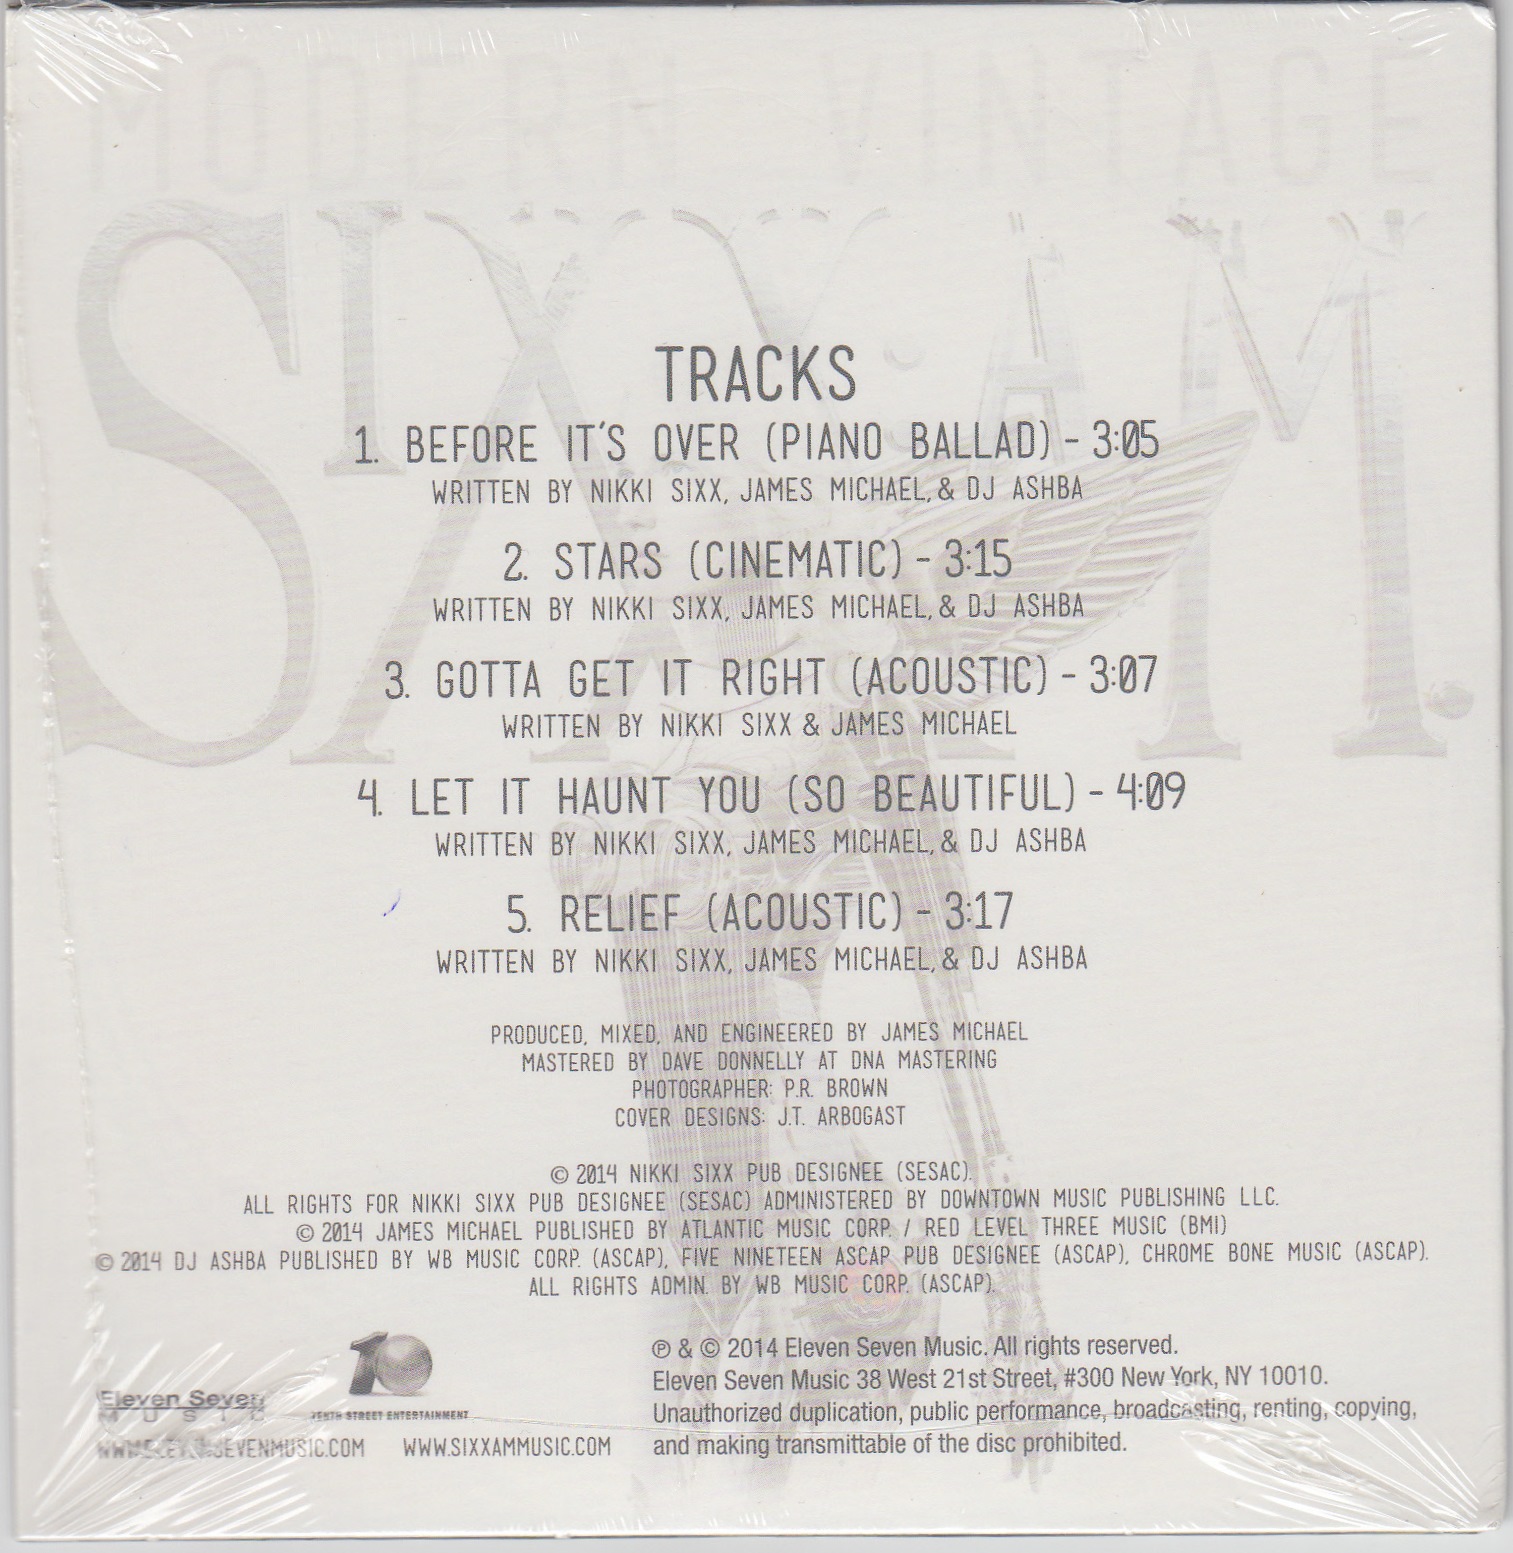 MODERN VINTAGE
SIXX:A.M.
TRACKS
1. BEFORE IT'S OVER (PIANO BALLAD) - 3:05
WRITTEN BY NIKKI SIXX, JAMES MICHAEL, & DJ ASHBA
2. STARS (CINEMATIC) - 3:15
WRITTEN BY NIKKI SIXX, JAMES MICHAEL, & DJ ASHBA
3. GOTTA GET IT RIGHT (ACOUSTIC) - 3:07
WRITTEN BY NIKKI SIXX & JAMES MICHAEL
4. LET IT HAUNT YOU (SO BEAUTIFUL) - 4:09
WRITTEN BY NIKKI SIXX, JAMES MICHAEL, & DJ ASHBA
5. RELIEF (ACOUSTIC) - 3:17
WRITTEN BY NIKKI SIXX, JAMES MICHAEL, & DJ ASHBA
PRODUCED, MIXED, AND ENGINEERED BY JAMES MICHAEL
MASTERED BY DAVE DONNELLY AT DNA MASTERING
PHOTOGRAPHER: P.R. BROWN
COVER DESIGNS: J.T. ARBOGAST
© 2014 NIKKI SIXX PUB DESIGNEE (SESAC).
ALL RIGHTS FOR NIKKI SIXX PUB DESIGNEE (SESAC) ADMINISTERED BY DOWNTOWN MUSIC PUBLISHING LLC.
© 2014 JAMES MICHAEL PUBLISHED BY ATLANTIC MUSIC CORP. / RED LEVEL THREE MUSIC (BMI)
© 2014 DJ ASHBA PUBLISHED BY WB MUSIC CORP. (ASCAP), FIVE NINETEEN ASCAP PUB DESIGNEE (ASCAP), CHROME BONE MUSIC (ASCAP).
ALL RIGHTS ADMIN. BY WB MUSIC CORP. (ASCAP).
Eleven Seven
MUSIC
10
TENTH STREET ENTERTAINMENT
WWW.ELEVENSEVENMUSIC.COM
WWW.SIXXAMMUSIC.COM
℗ & © 2014 Eleven Seven Music. All rights reserved.
Eleven Seven Music 38 West 21st Street, #300 New York, NY 10010.
Unauthorized duplication, public performance, broadcasting, renting, copying,
and making transmittable of the disc prohibited.